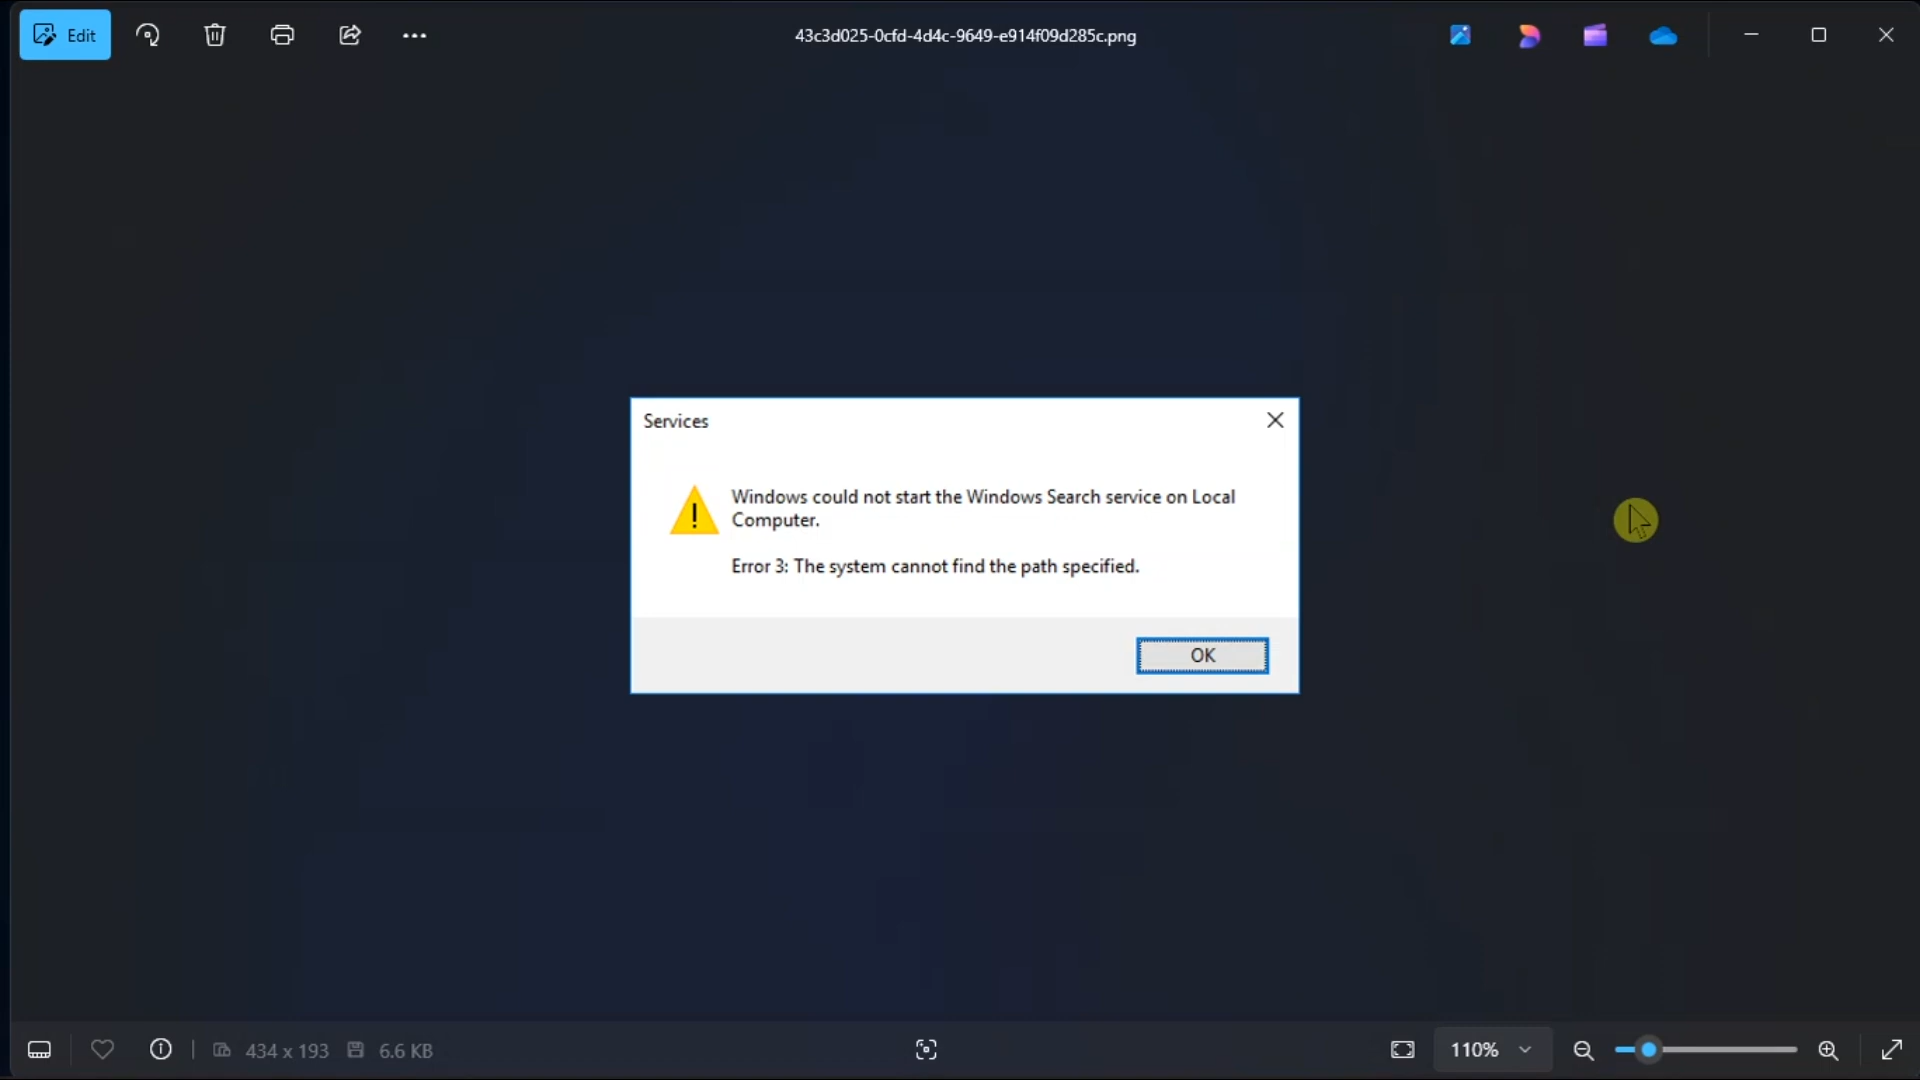 Edit
43c3d025-0cfd-4d4c-9649-e914f09d285c.png
Services
Windows could not start the Windows Search service on Local
Computer.
Error 3: The system cannot find the path specified.
OK
434 x 193
6.6 KB
110%